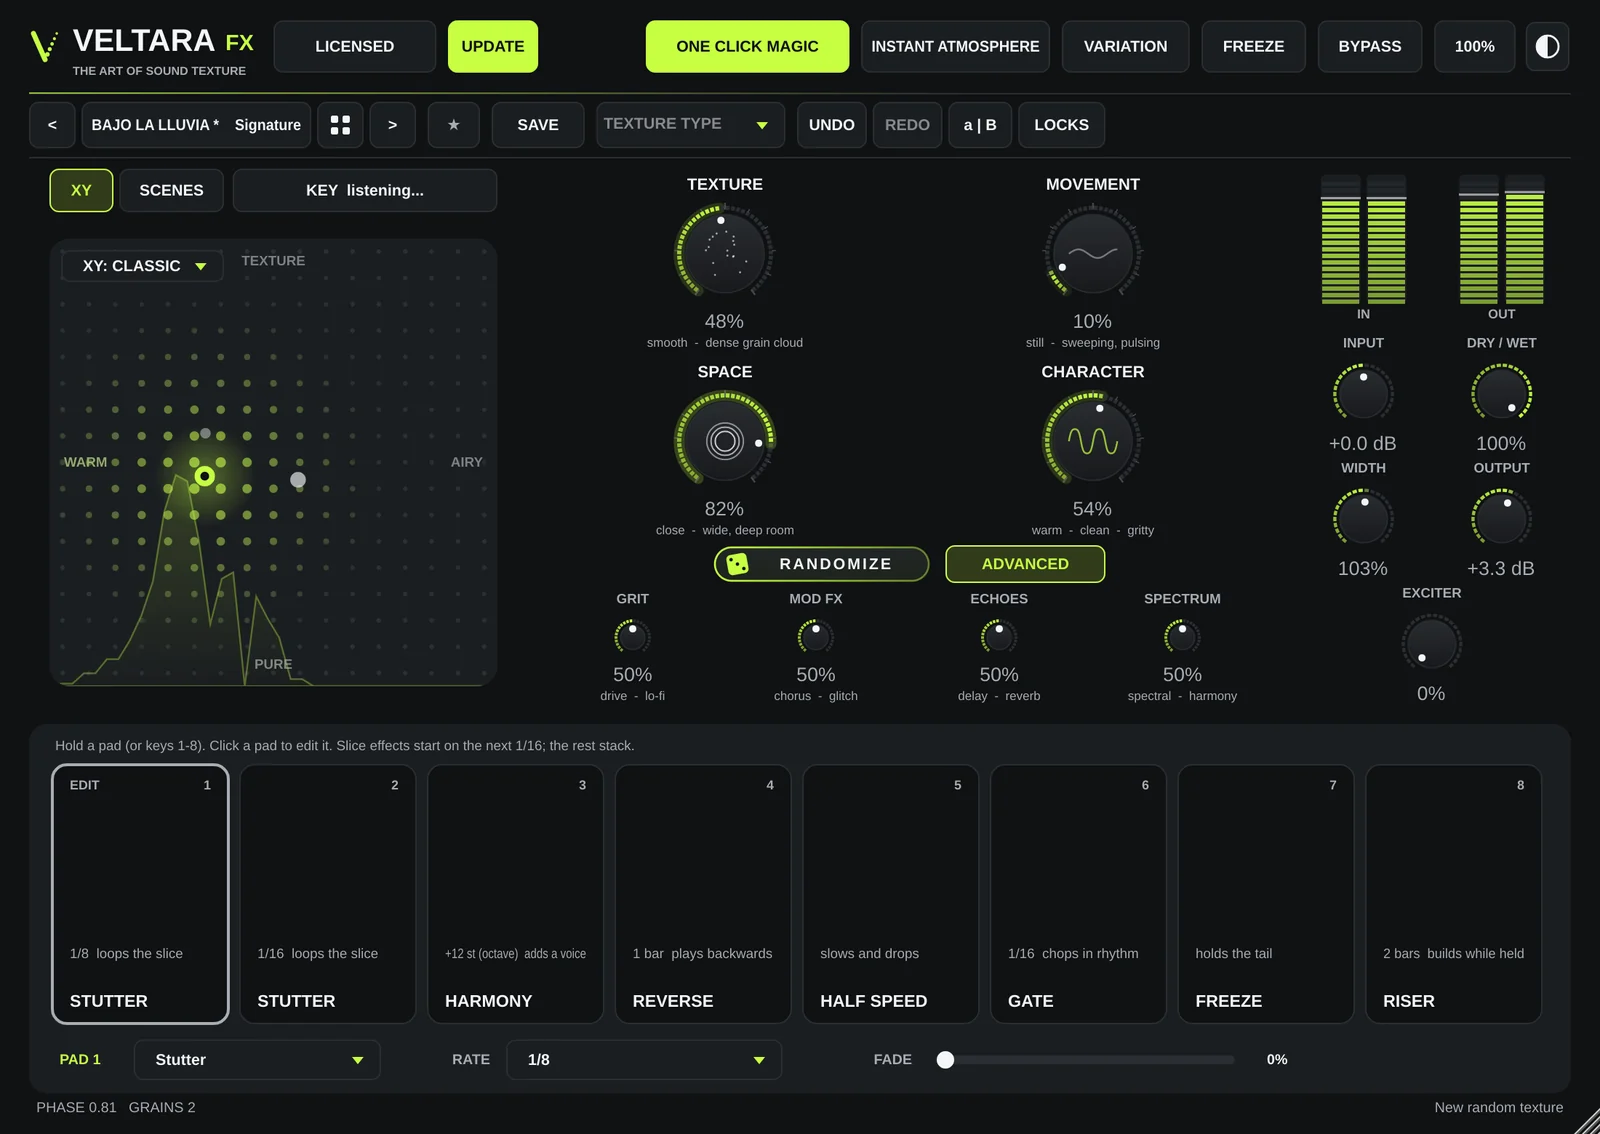 VELTARA FX
THE ART OF SOUND TEXTURE
LICENSED
UPDATE
ONE CLICK MAGIC
INSTANT ATMOSPHERE
VARIATION
FREEZE
BYPASS
100%
<
BAJO LA LLUVIA * Signature
>
★
SAVE
TEXTURE TYPE
UNDO
REDO
a | B
LOCKS
XY
SCENES
KEY listening...
XY: CLASSIC
TEXTURE
WARM
AIRY
PURE
TEXTURE
48%
smooth - dense grain cloud
MOVEMENT
10%
still - sweeping, pulsing
SPACE
82%
close - wide, deep room
CHARACTER
54%
warm - clean - gritty
RANDOMIZE
ADVANCED
GRIT
50%
drive - lo-fi
MOD FX
50%
chorus - glitch
ECHOES
50%
delay - reverb
SPECTRUM
50%
spectral - harmony
IN
OUT
INPUT
+0.0 dB
DRY / WET
100%
WIDTH
103%
OUTPUT
+3.3 dB
EXCITER
0%
Hold a pad (or keys 1-8). Click a pad to edit it. Slice effects start on the next 1/16; the rest stack.
EDIT 1
1/8 loops the slice
STUTTER
2
1/16 loops the slice
STUTTER
3
+12 st (octave) adds a voice
HARMONY
4
1 bar plays backwards
REVERSE
5
slows and drops
HALF SPEED
6
1/16 chops in rhythm
GATE
7
holds the tail
FREEZE
8
2 bars builds while held
RISER
PAD 1
Stutter
RATE
1/8
FADE
0%
PHASE 0.81 GRAINS 2
New random texture